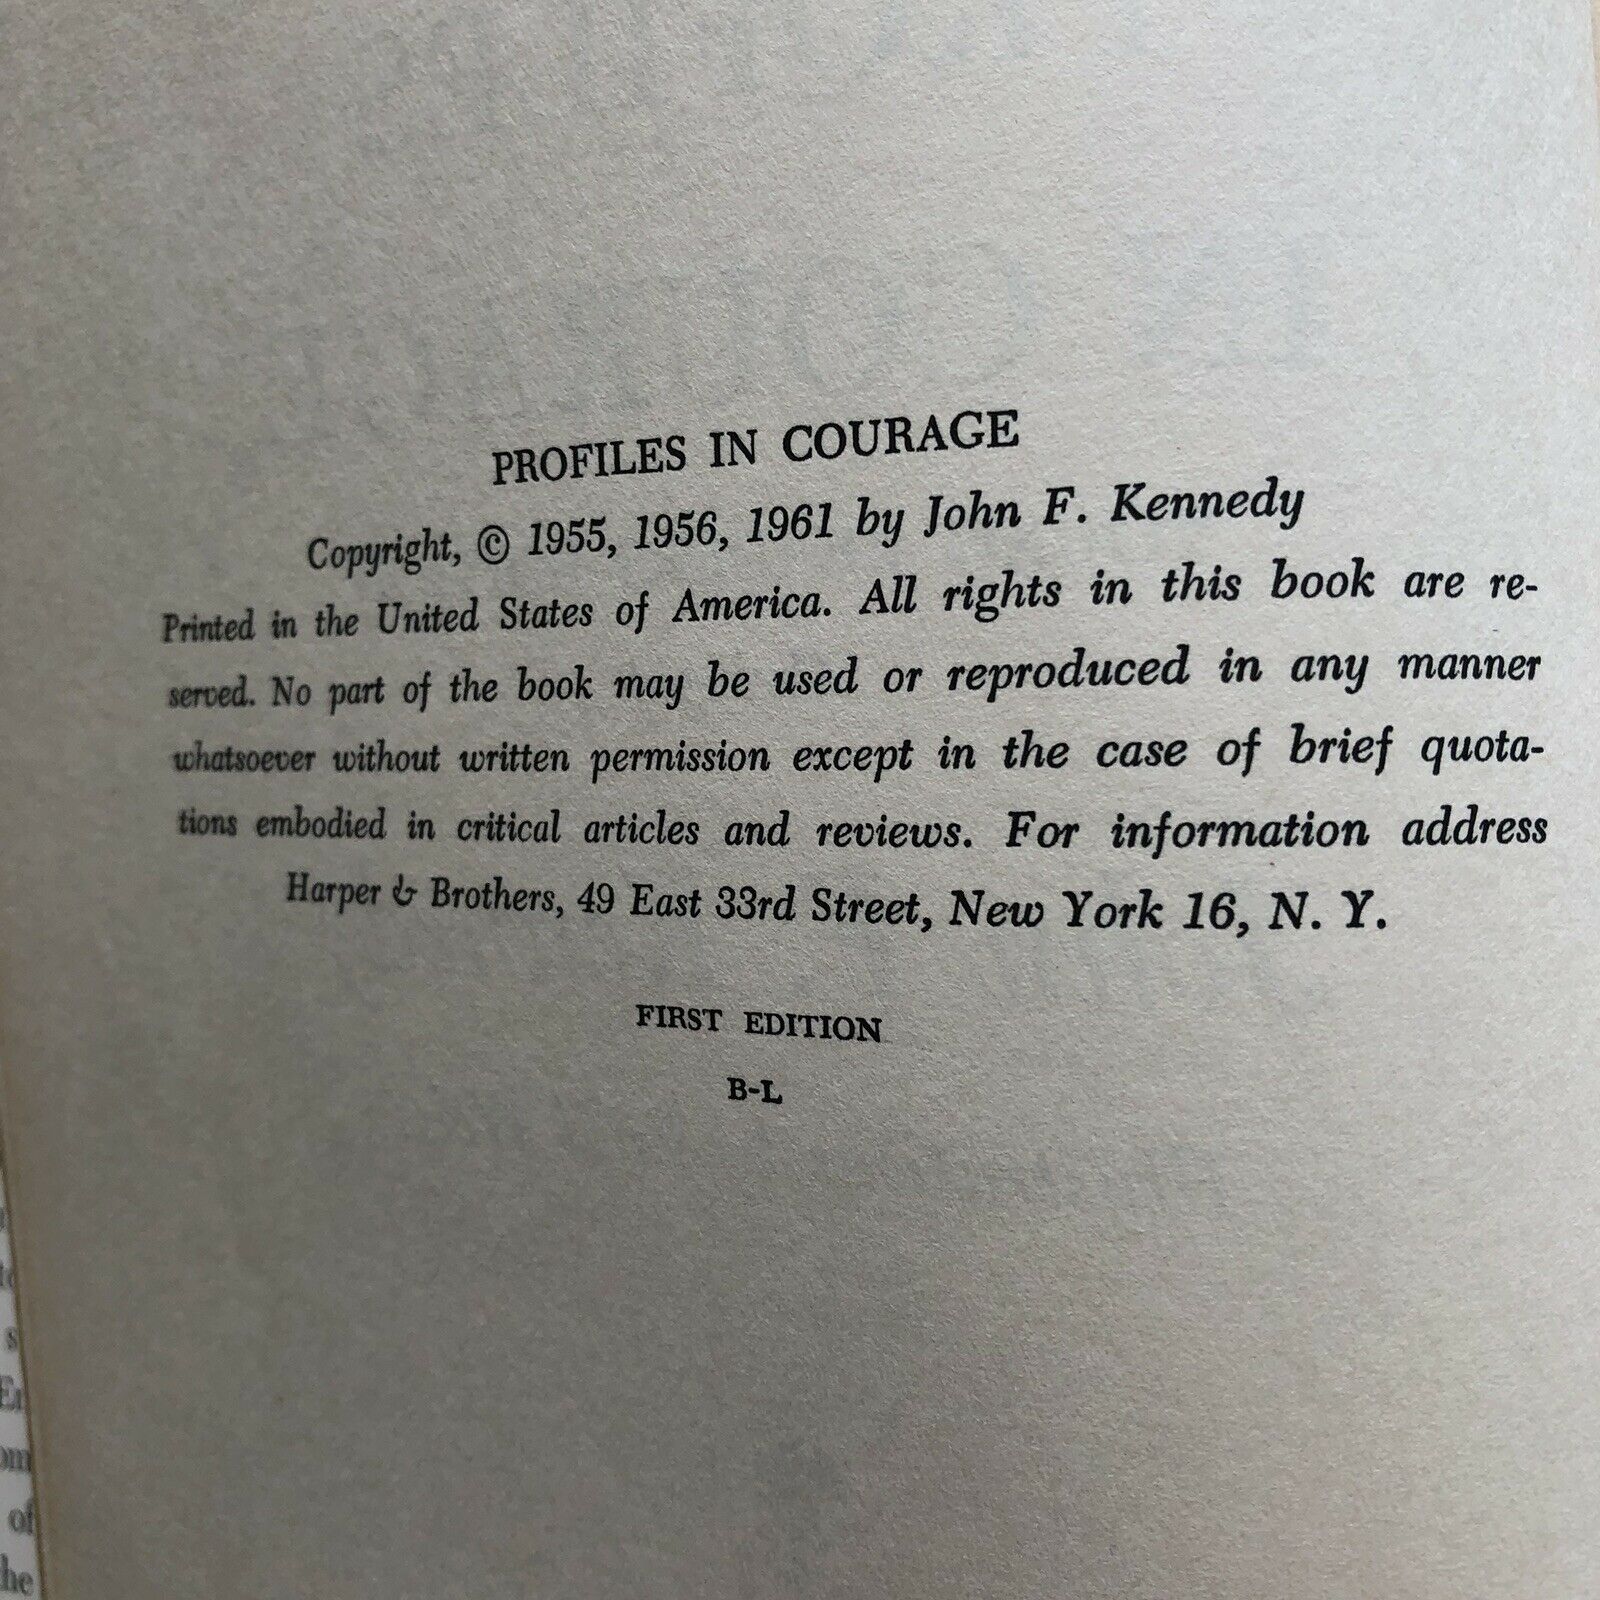 PROFILES IN COURAGE
Copyright, © 1955, 1956, 1961 by John F. Kennedy
Printed in the United States of America. All rights in this book are re-
served. No part of the book may be used or reproduced in any manner
whatsoever without written permission except in the case of brief quota-
tions embodied in critical articles and reviews. For information address
Harper & Brothers, 49 East 33rd Street, New York 16, N. Y.
FIRST EDITION
B-L
of